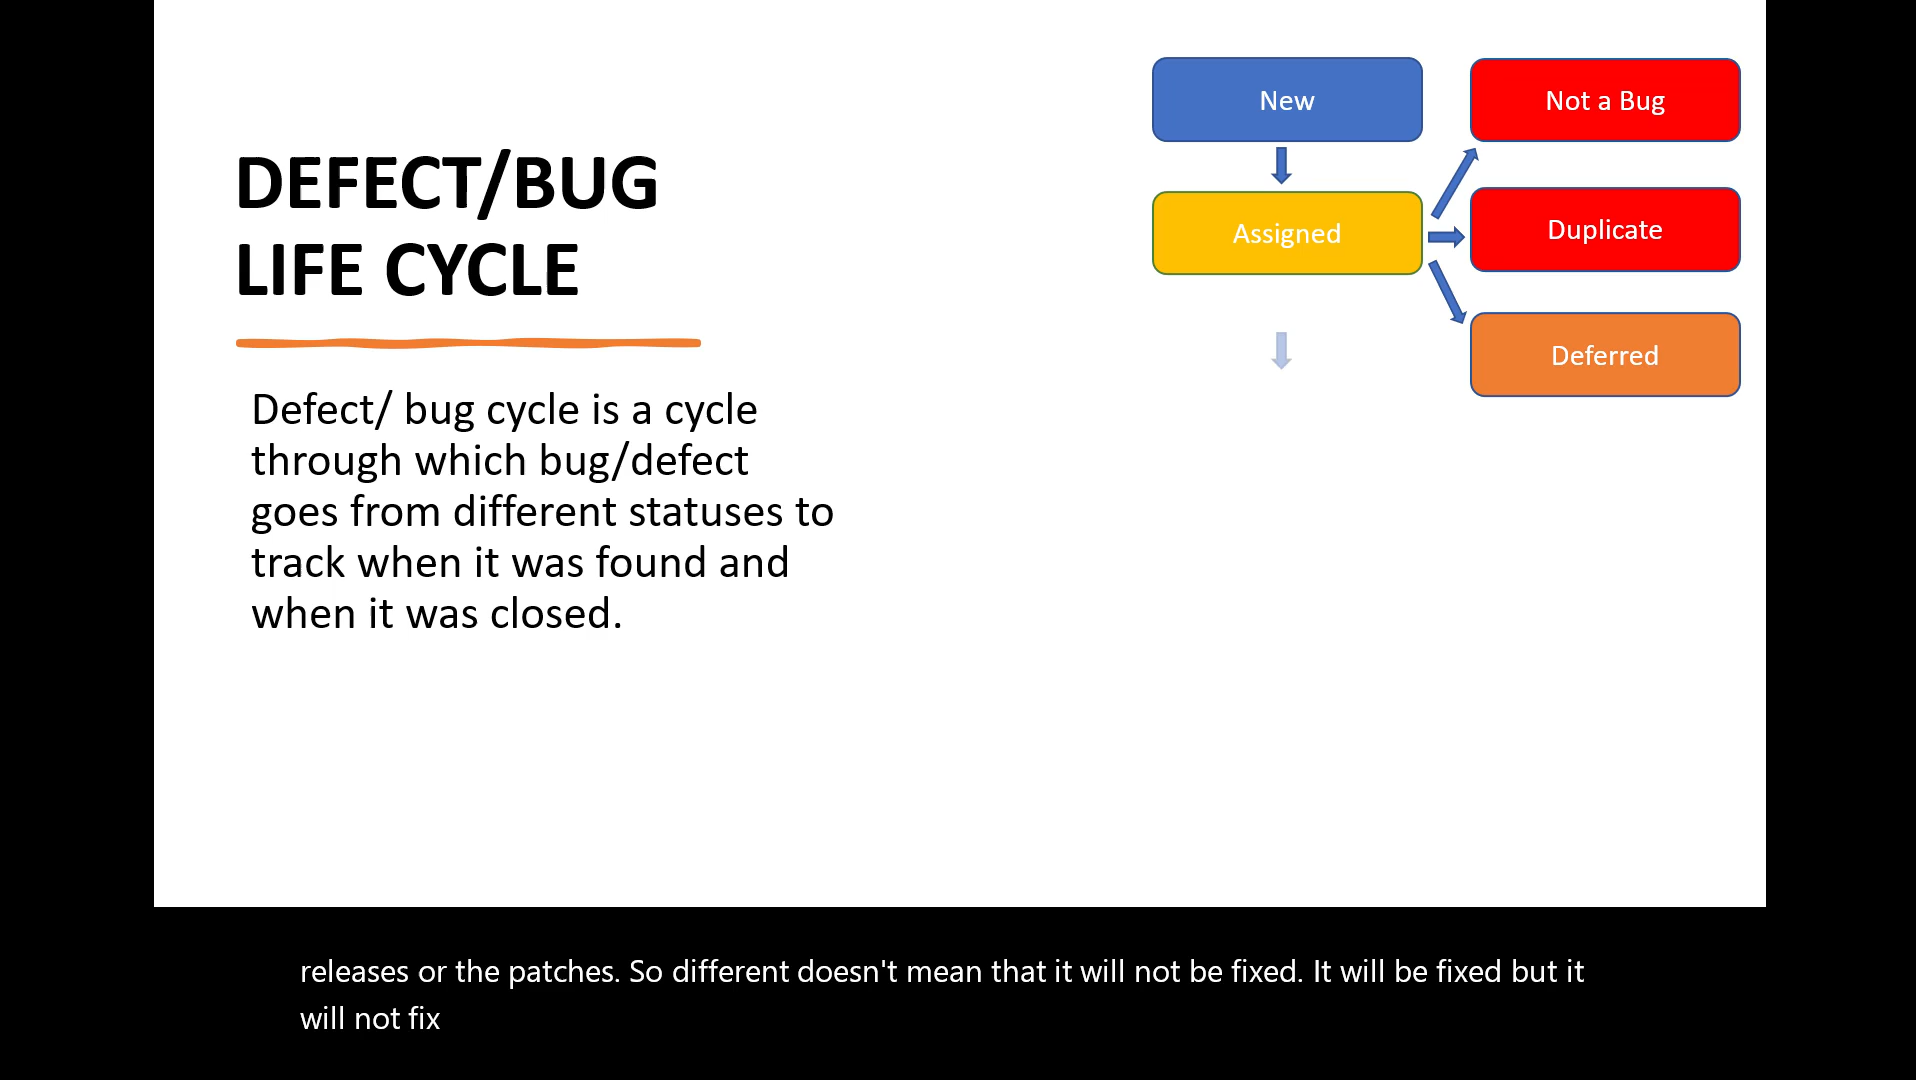 DEFECT/BUG
LIFE CYCLE
Defect/ bug cycle is a cycle
through which bug/defect
goes from different statuses to
track when it was found and
when it was closed.
New
Not a Bug
Assigned
Duplicate
Deferred
releases or the patches. So different doesn't mean that it will not be fixed. It will be fixed but it
will not fix